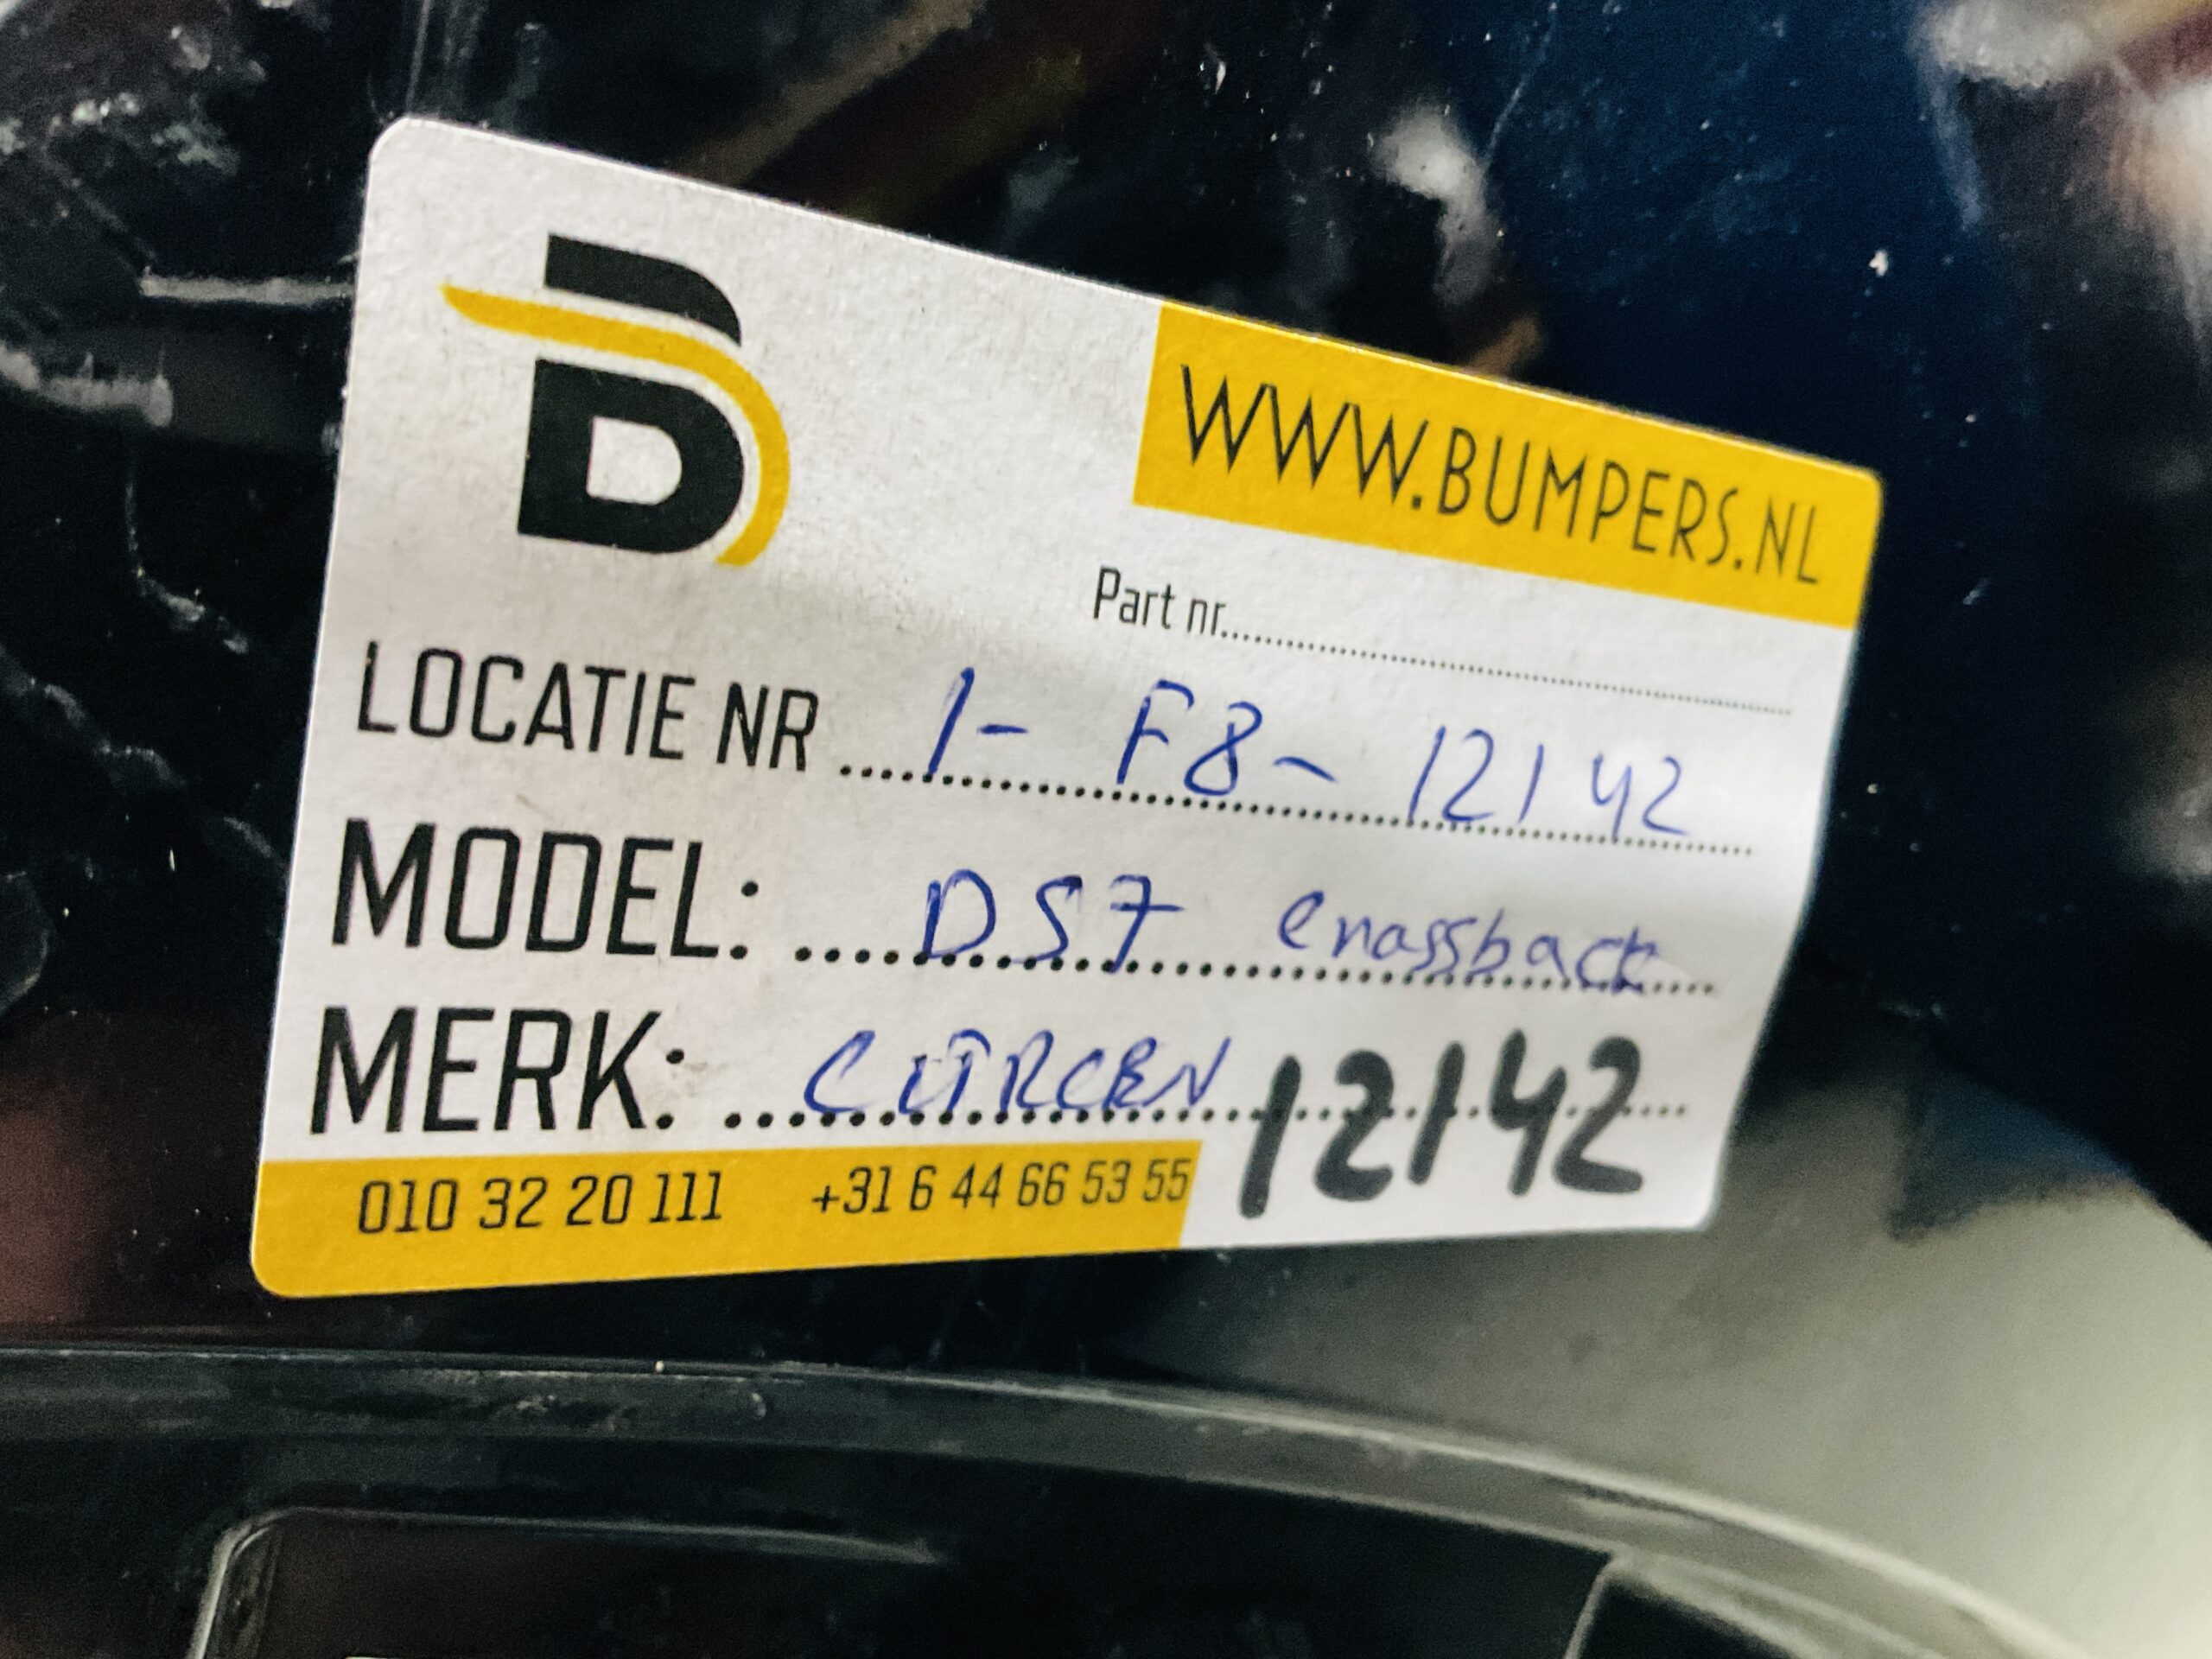 B
WWW.BUMPERS.NL
Part nr..............................
LOCATIE NR ..... 1 - F8 - 12142
MODEL: .... DS7 crossback
MERK: ... CITROEN 12142
010 32 20 111 +31 6 44 66 53 55